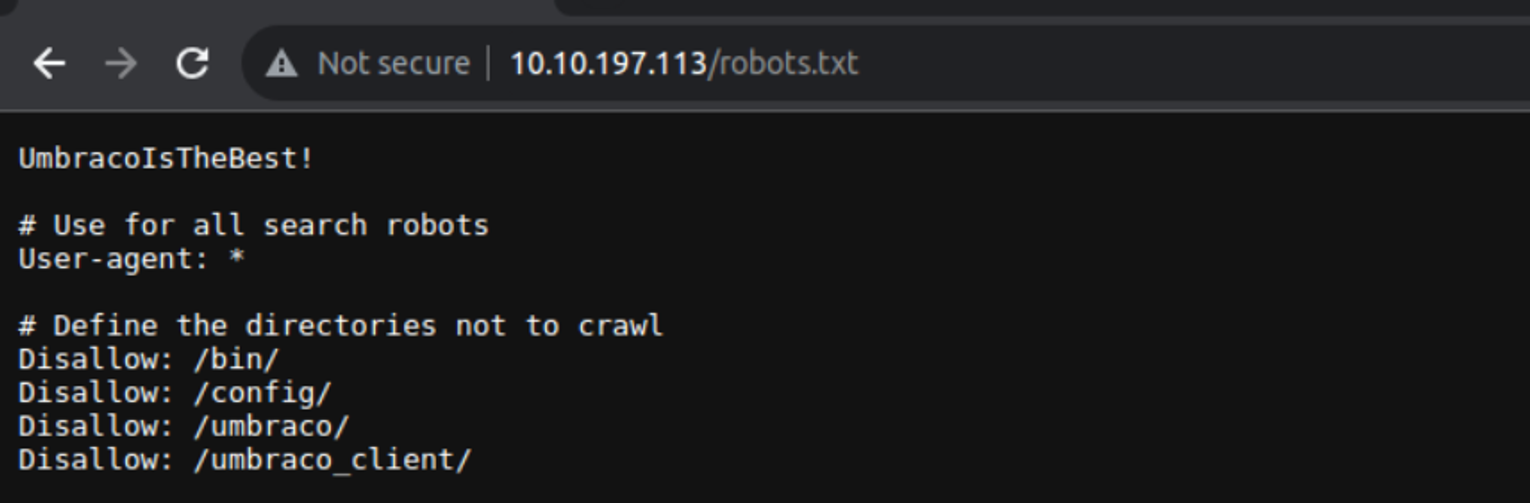 Not secure | 10.10.197.113/robots.txt
UmbracoIsTheBest!
# Use for all search robots
User-agent: *
# Define the directories not to crawl
Disallow: /bin/
Disallow: /config/
Disallow: /umbraco/
Disallow: /umbraco_client/